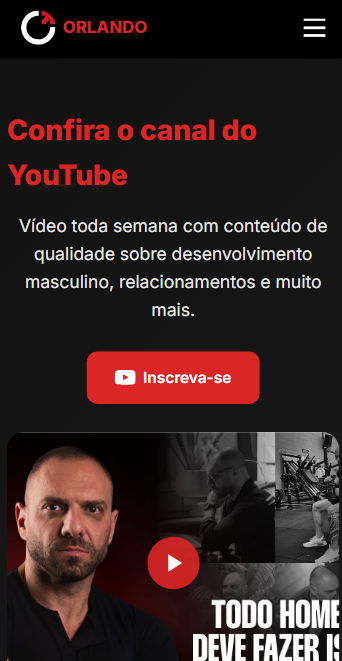 ORLANDO
Confira o canal do
YouTube
Vídeo toda semana com conteúdo de
qualidade sobre desenvolvimento
masculino, relacionamentos e muito
mais.
Inscreva-se
TODO HOME
DEVE FAZER IS